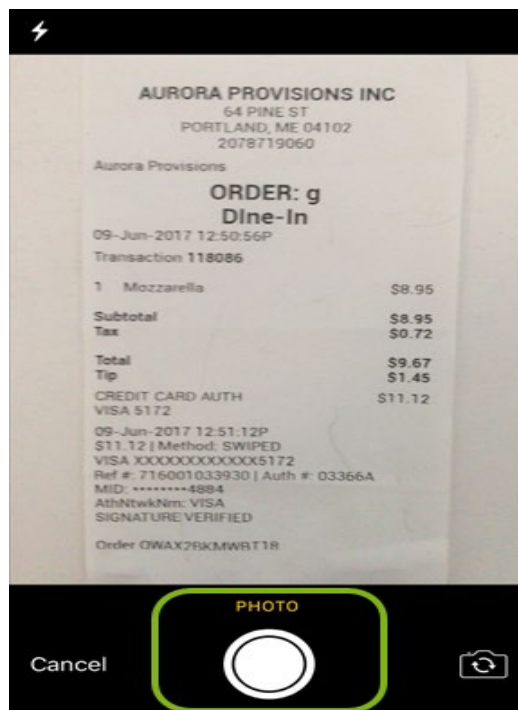 AURORA PROVISIONS INC
64 PINE ST
PORTLAND, ME 04102
2078719060
Aurora Provisions
ORDER: g
DIne-In
09-Jun-2017 12:50:56P
Transaction 118086
1 Mozzarella $8.95
Subtotal $8.95
Tax $0.72
Total $9.67
Tip $1.45
CREDIT CARD AUTH $11.12
VISA 5172
09-Jun-2017 12:51:12P
$11.12 | Method: SWIPED
VISA XXXXXXXXXXXX5172
Ref #: 716001033930 | Auth #: 03366A
MID: ********4884
AthNtwkNm: VISA
SIGNATURE VERIFIED
Order QWAX2BKMWBT18
PHOTO
Cancel